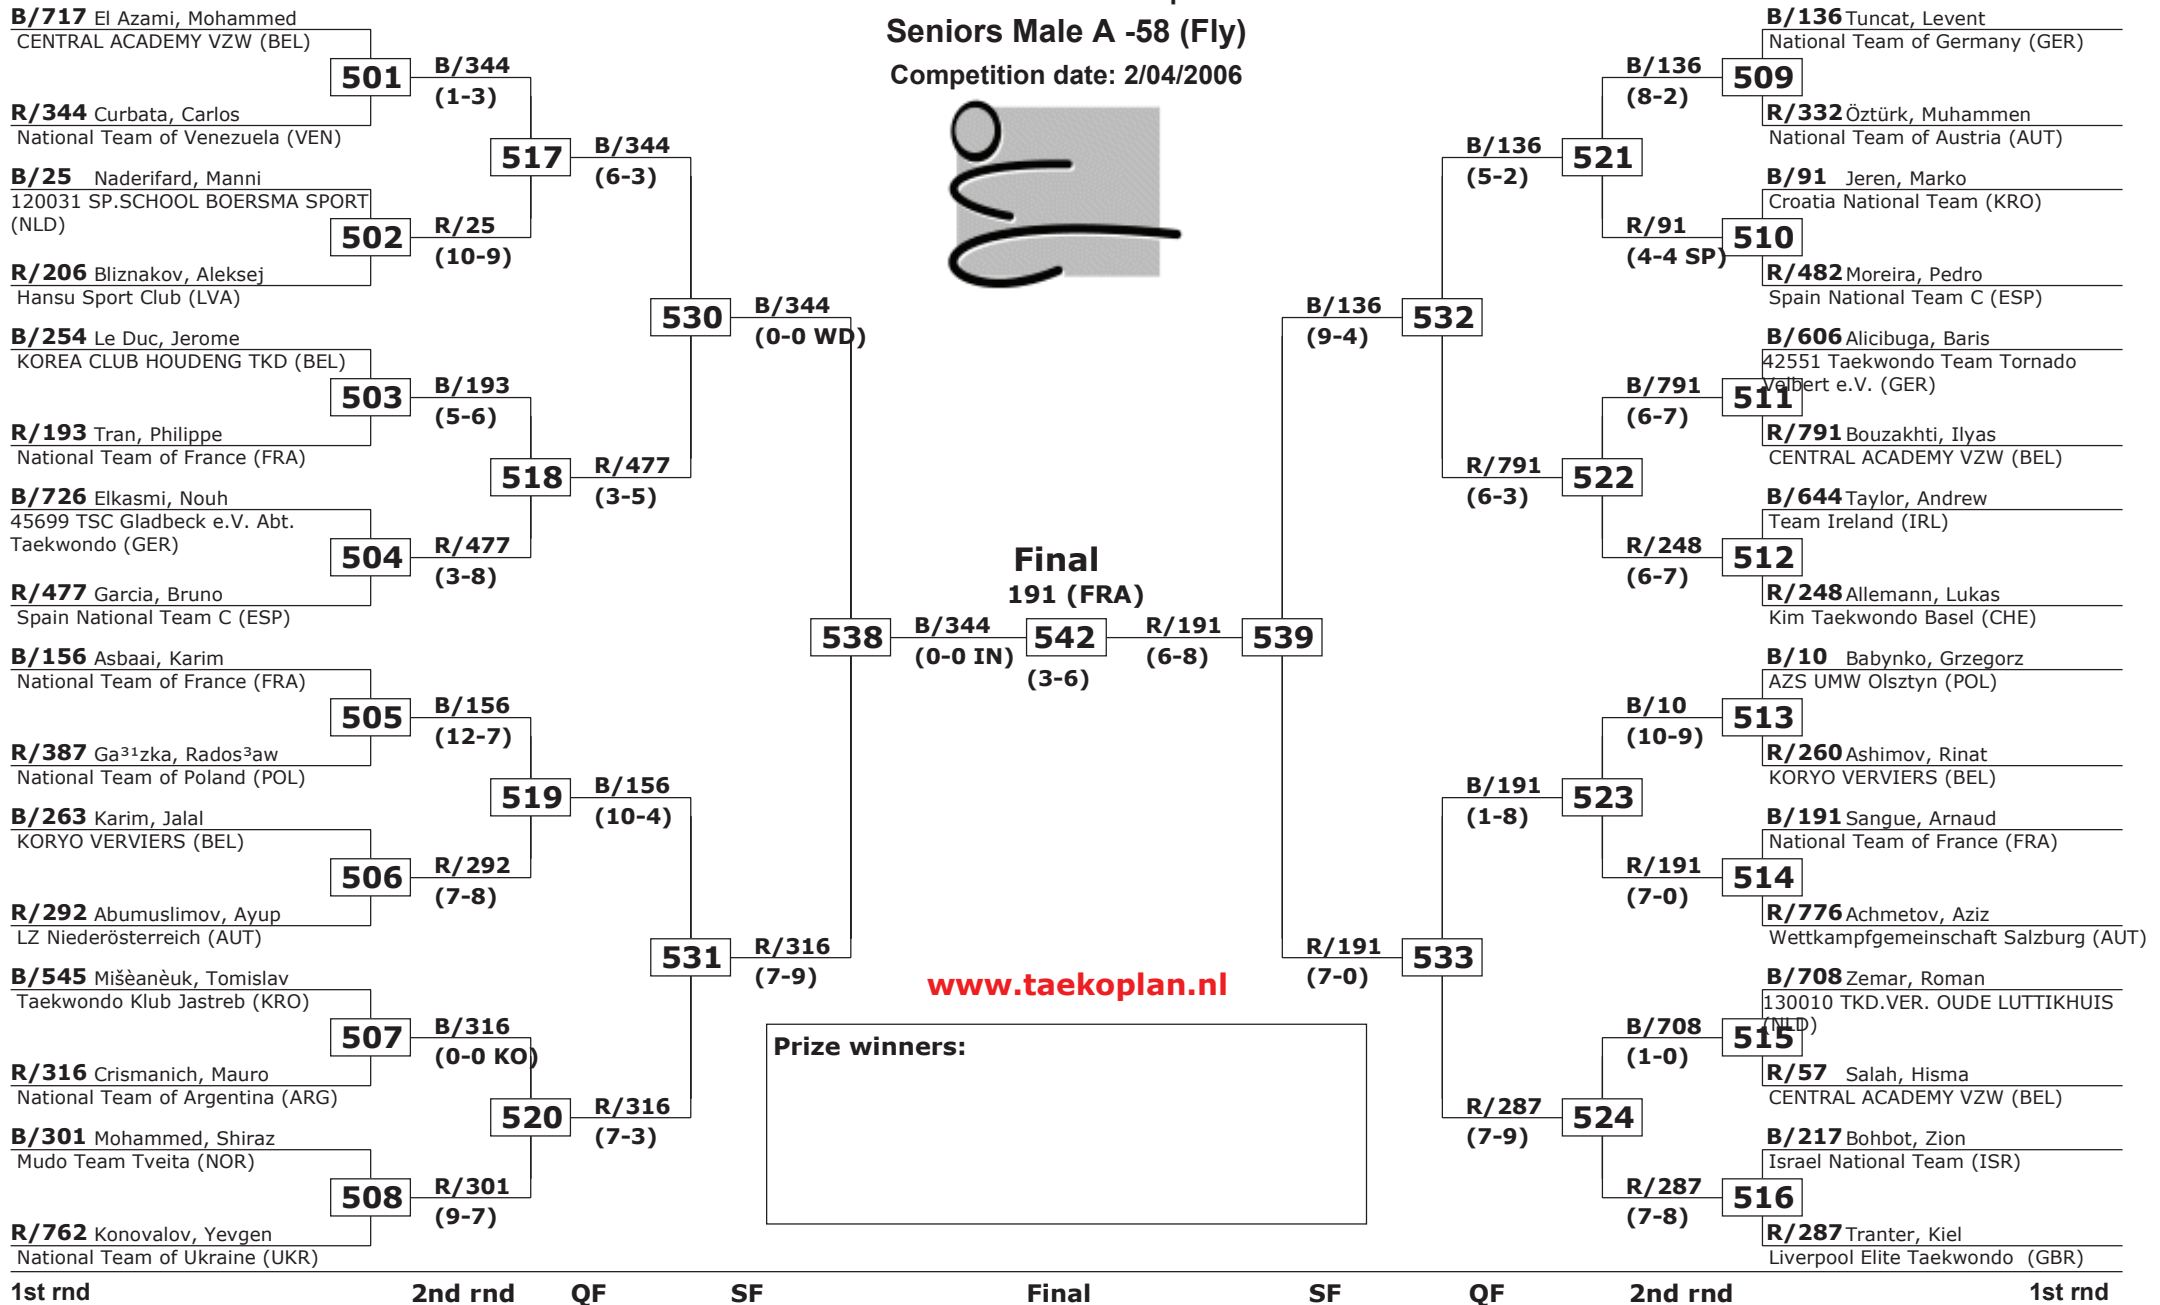 Seniors Male A -58 (Fly)
Competition date: 2/04/2006
B/717 El Azami, Mohammed
CENTRAL ACADEMY VZW (BEL)
501
R/344 Curbata, Carlos
National Team of Venezuela (VEN)
B/25 Naderifard, Manni
120031 SP.SCHOOL BOERSMA SPORT
(NLD)
502
R/206 Bliznakov, Aleksej
Hansu Sport Club (LVA)
B/254 Le Duc, Jerome
KOREA CLUB HOUDENG TKD (BEL)
503
R/193 Tran, Philippe
National Team of France (FRA)
B/726 Elkasmi, Nouh
45699 TSC Gladbeck e.V. Abt.
Taekwondo (GER)
504
R/477 Garcia, Bruno
Spain National Team C (ESP)
B/156 Asbaai, Karim
National Team of France (FRA)
505
R/387 Ga³¹zka, Rados³aw
National Team of Poland (POL)
B/263 Karim, Jalal
KORYO VERVIERS (BEL)
506
R/292 Abumuslimov, Ayup
LZ Niederösterreich (AUT)
B/545 Mišèanèuk, Tomislav
Taekwondo Klub Jastreb (KRO)
507
R/316 Crismanich, Mauro
National Team of Argentina (ARG)
B/301 Mohammed, Shiraz
Mudo Team Tveita (NOR)
508
R/762 Konovalov, Yevgen
National Team of Ukraine (UKR)
B/344
(1-3)
517
R/25
(10-9)
B/193
(5-6)
518
R/477
(3-8)
B/156
(12-7)
519
R/292
(7-8)
B/316
(0-0 KO)
520
R/301
(9-7)
B/344
(6-3)
530
R/477
(3-5)
B/156
(10-4)
531
R/316
(7-3)
B/344
(0-0 WD)
538
R/316
(7-9)
B/344
(0-0 IN)
Final
191 (FRA)
542
(3-6)
R/191
(6-8)
539
B/136
(9-4)
532
R/191
(7-0)
533
B/136
(5-2)
521
R/791
(6-3)
522
B/191
(1-8)
523
R/287
(7-9)
524
B/136
(8-2)
509
R/91
(4-4 SP)
510
B/791
(6-7)
511
R/248
(6-7)
512
B/10
(10-9)
513
R/191
(7-0)
514
B/708
(1-0)
515
R/287
(7-8)
516
B/136 Tuncat, Levent
National Team of Germany (GER)
R/332 Öztürk, Muhammen
National Team of Austria (AUT)
B/91 Jeren, Marko
Croatia National Team (KRO)
R/482 Moreira, Pedro
Spain National Team C (ESP)
B/606 Alicibuga, Baris
42551 Taekwondo Team Tornado
Velbert e.V. (GER)
R/791 Bouzakhti, Ilyas
CENTRAL ACADEMY VZW (BEL)
B/644 Taylor, Andrew
Team Ireland (IRL)
R/248 Allemann, Lukas
Kim Taekwondo Basel (CHE)
B/10 Babynko, Grzegorz
AZS UMW Olsztyn (POL)
R/260 Ashimov, Rinat
KORYO VERVIERS (BEL)
B/191 Sangue, Arnaud
National Team of France (FRA)
R/776 Achmetov, Aziz
Wettkampfgemeinschaft Salzburg (AUT)
B/708 Zemar, Roman
130010 TKD.VER. OUDE LUTTIKHUIS
(NLD)
R/57 Salah, Hisma
CENTRAL ACADEMY VZW (BEL)
B/217 Bohbot, Zion
Israel National Team (ISR)
R/287 Tranter, Kiel
Liverpool Elite Taekwondo (GBR)
www.taekoplan.nl
Prize winners:
1st rnd 2nd rnd QF SF Final SF QF 2nd rnd 1st rnd